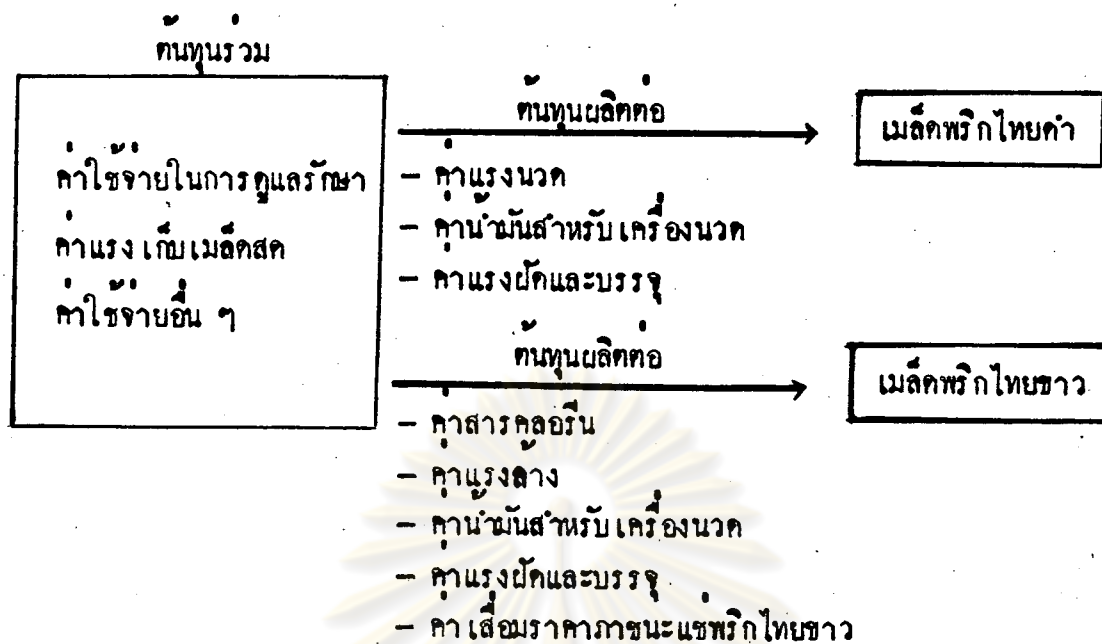 ต้นทุนร่วม
ค่าใช้จ่ายในการดูแลรักษา
ค่าแรงเก็บเมล็ดสด
ค่าใช้จ่ายอื่น ๆ
ต้นทุนผลิตต่อ
เมล็ดพริกไทยดำ
– ค่าแรงนวด
– ค่าน้ำมันสำหรับเครื่องนวด
– ค่าแรงฝัดและบรรจุ
ต้นทุนผลิตต่อ
เมล็ดพริกไทยขาว
– ค่าสารคลอรีน
– ค่าแรงล้าง
– ค่าน้ำมันสำหรับเครื่องนวด
– ค่าแรงฝัดและบรรจุ
– ค่าเสื่อมราคาภาชนะแช่พริกไทยขาว